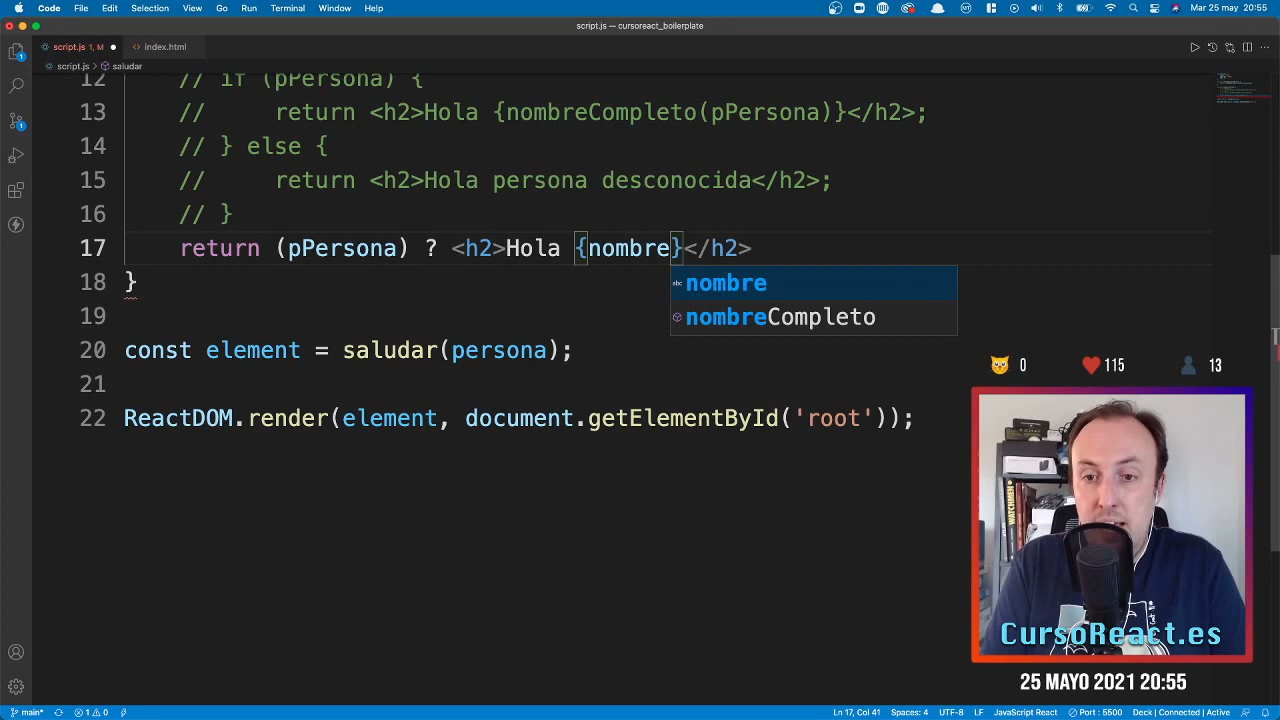 Code File Edit Selection View Go Run Terminal Window Help Mar 25 may 20:55
script.js — cursoreact_boilerplate
script.js 1, M index.html
script.js > saludar
12 // if (pPersona) {
13 // return <h2>Hola {nombreCompleto(pPersona)}</h2>;
14 // } else {
15 // return <h2>Hola persona desconocida</h2>;
16 // }
17 return (pPersona) ? <h2>Hola {nombre}</h2>
abc nombre
18 }
nombreCompleto
19
20 const element = saludar(persona);
0 115 13
21
22 ReactDOM.render(element, document.getElementById('root'));
WATCHMEN
CursoReact.es
25 MAYO 2021 20:55
main* 1 0 Ln 17, Col 41 Spaces: 4 UTF-8 LF JavaScript React Port : 5500 Deck | Connected | Active